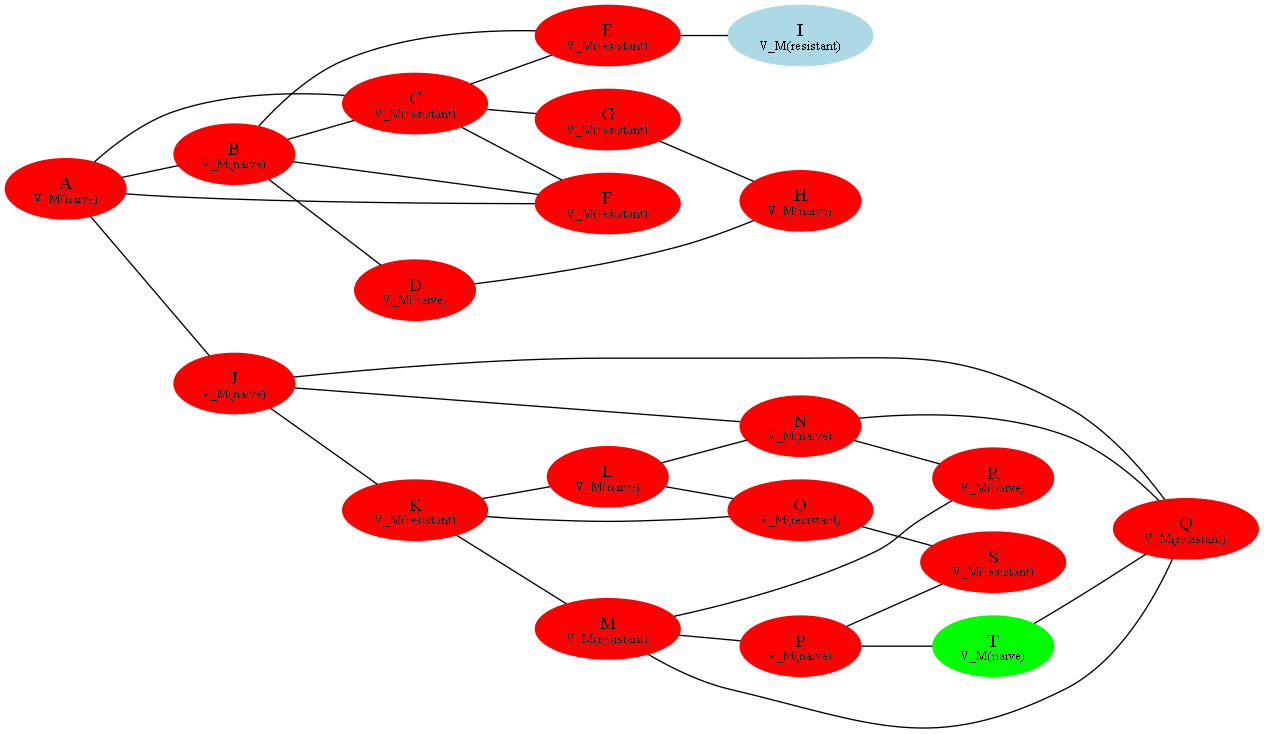 A
V_M(naive)
B
V_M(naive)
C
V_M(resistant)
D
V_M(naive)
E
V_M(resistant)
F
V_M(resistant)
G
V_M(resistant)
H
V_M(naive)
I
V_M(resistant)
J
V_M(naive)
K
V_M(resistant)
L
V_M(naive)
M
V_M(resistant)
N
V_M(naive)
O
V_M(resistant)
P
V_M(naive)
Q
V_M(resistant)
R
V_M(naive)
S
V_M(resistant)
T
V_M(naive)